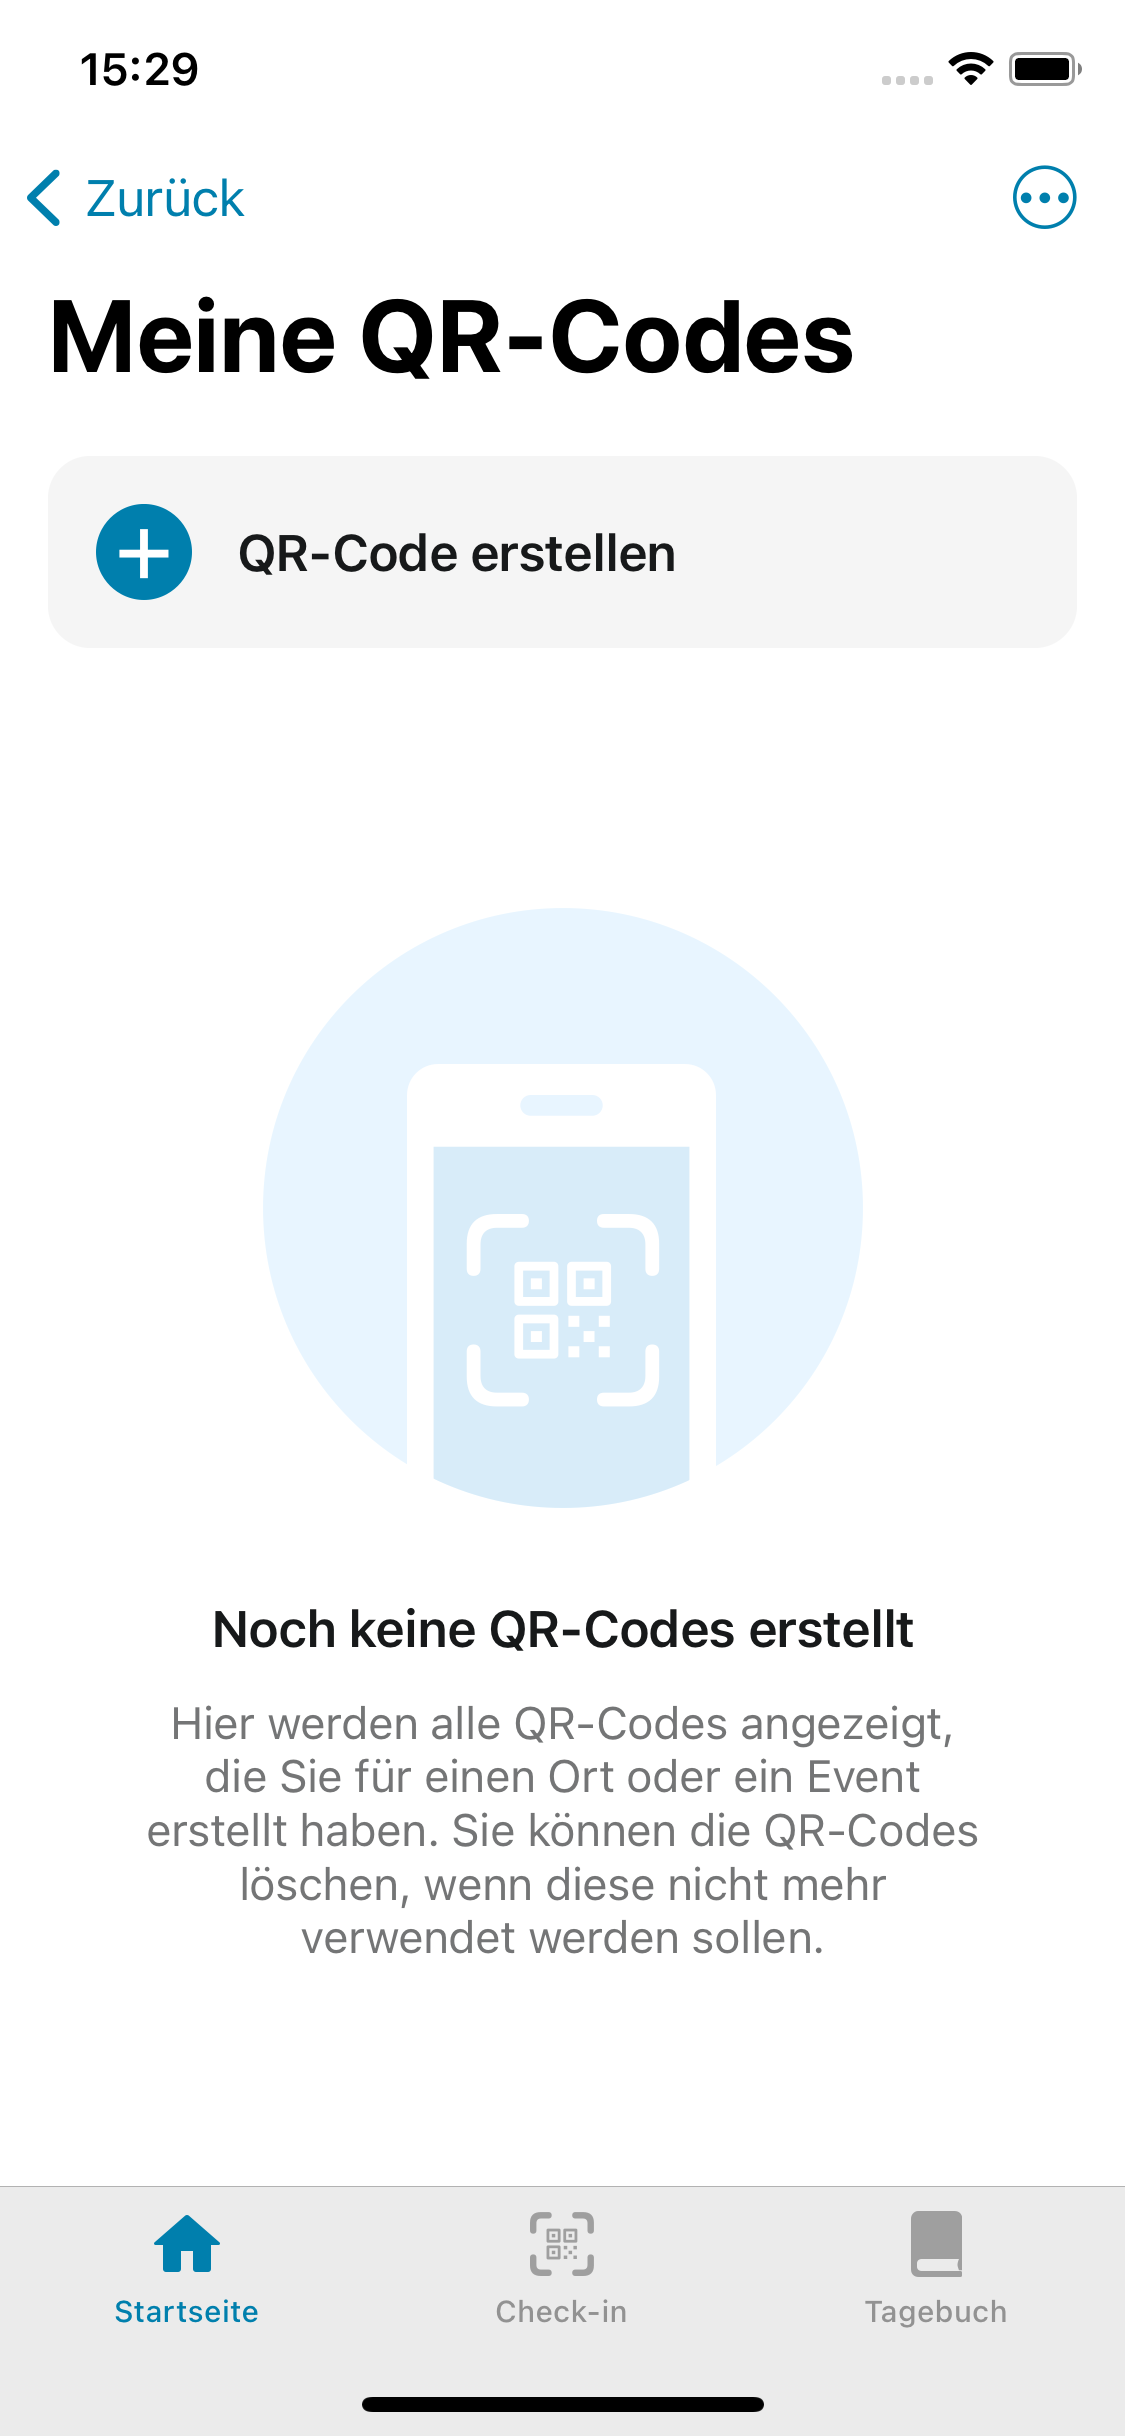 15:29
Zurück
Meine QR-Codes
QR-Code erstellen
Noch keine QR-Codes erstellt
Hier werden alle QR-Codes angezeigt,
die Sie für einen Ort oder ein Event
erstellt haben. Sie können die QR-Codes
löschen, wenn diese nicht mehr
verwendet werden sollen.
Startseite
Check-in
Tagebuch